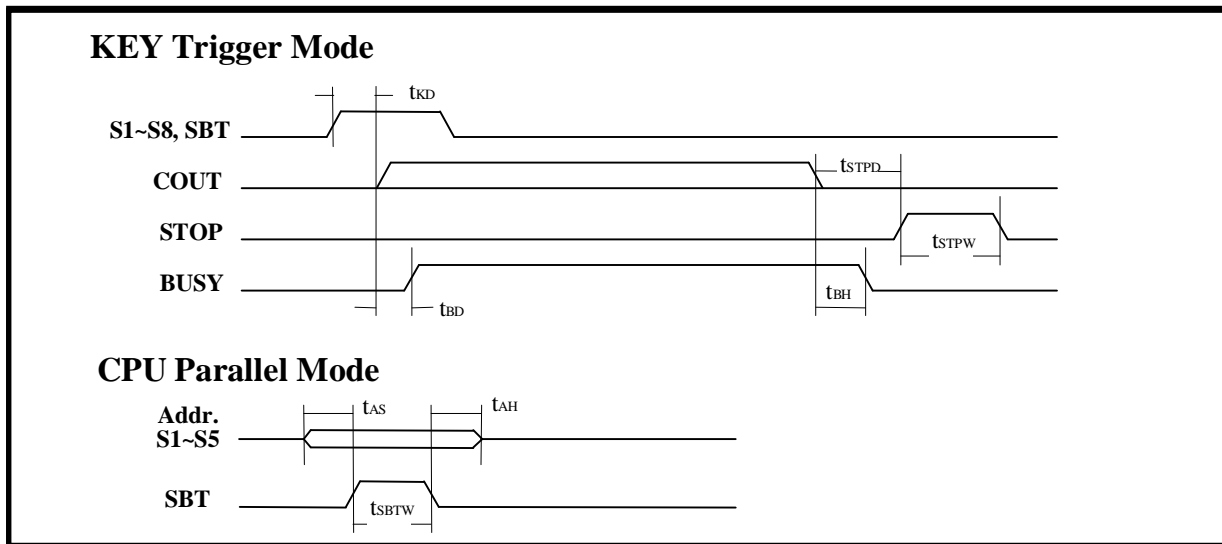 KEY Trigger Mode
tKD
S1~S8, SBT
COUT
tSTPD
STOP
tSTPW
BUSY
tBD
tBH
CPU Parallel Mode
Addr.
S1~S5
tAS
tAH
SBT
tSBTW